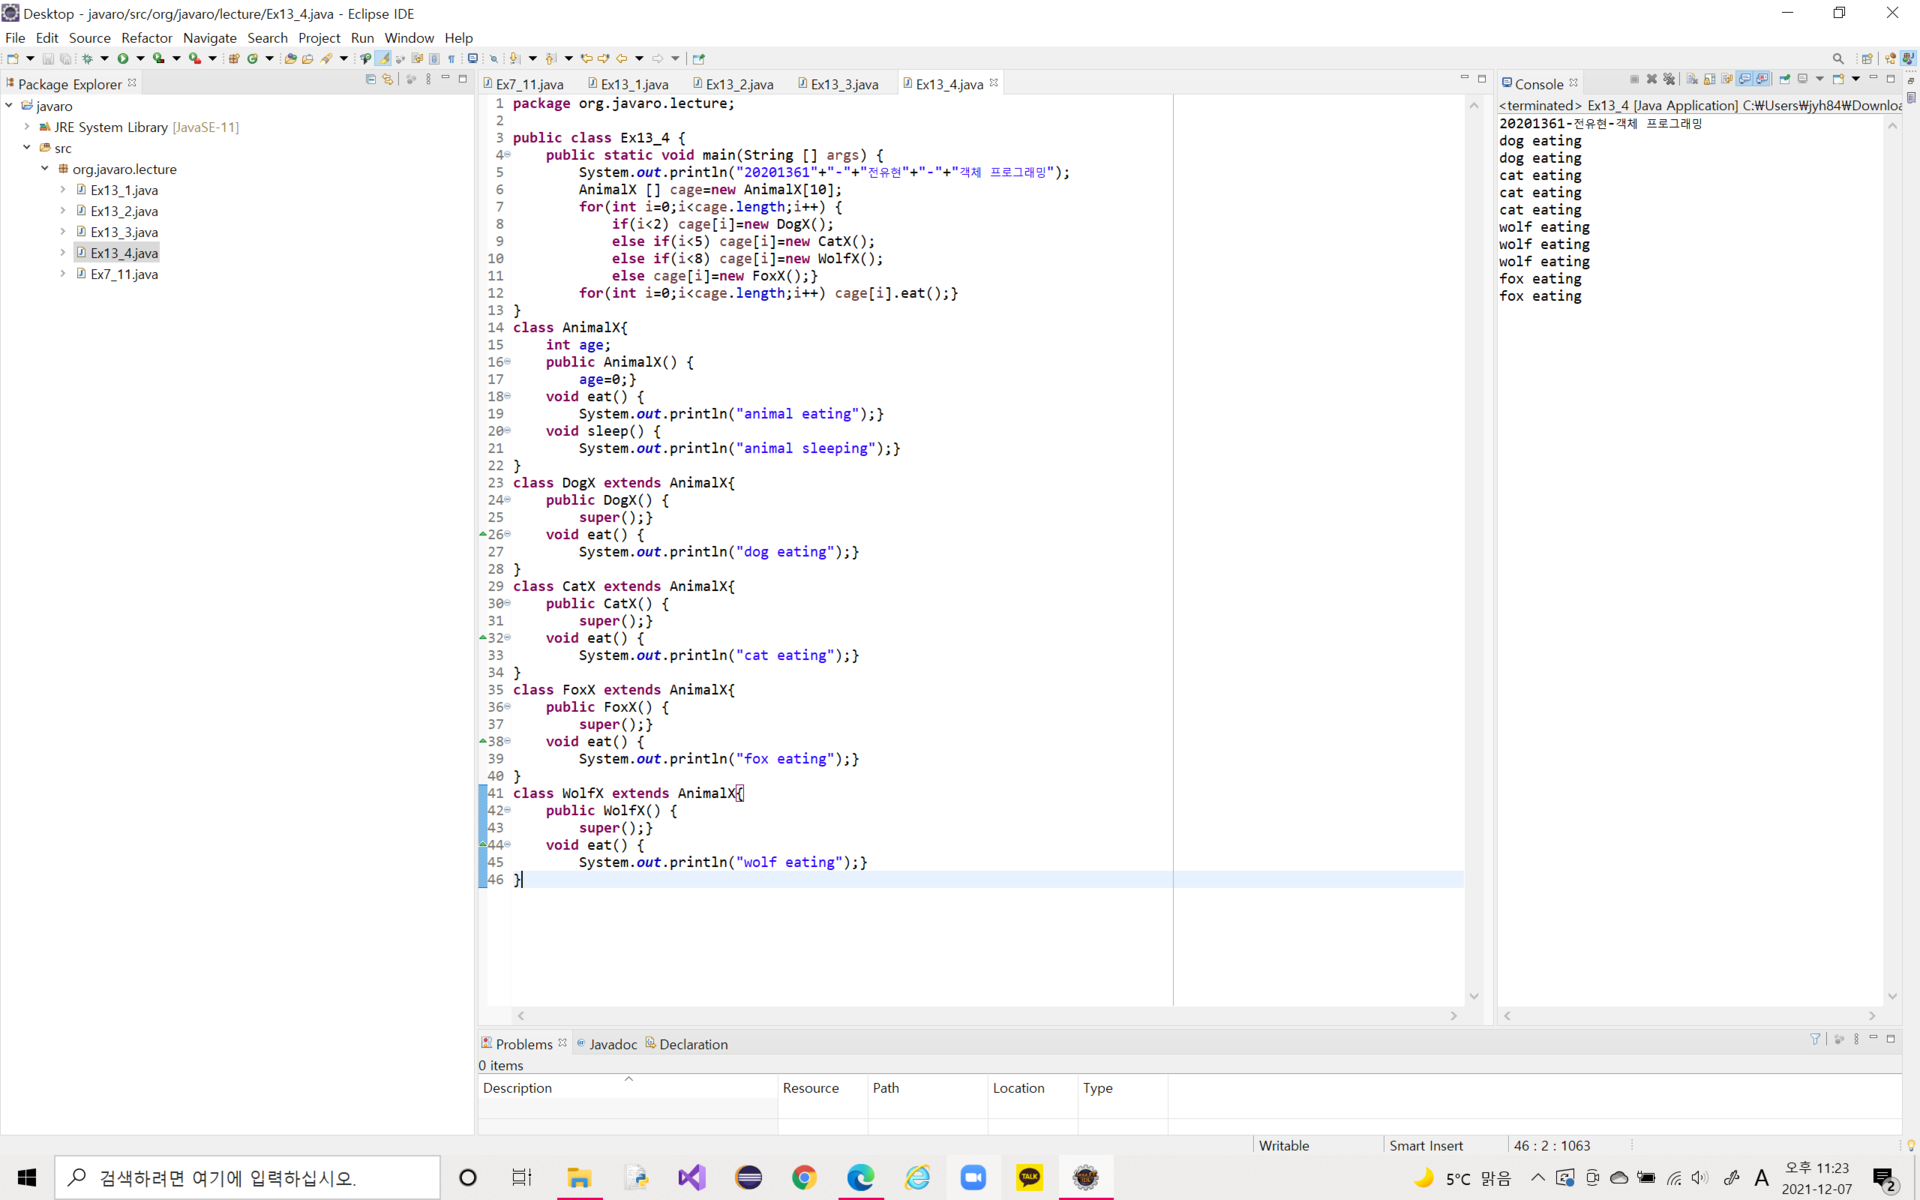 Desktop - javaro/src/org/javaro/lecture/Ex13_4.java - Eclipse IDE
File Edit Source Refactor Navigate Search Project Run Window Help
Package Explorer
javaro
JRE System Library [JavaSE-11]
src
org.javaro.lecture
Ex13_1.java
Ex13_2.java
Ex13_3.java
Ex13_4.java
Ex7_11.java
Ex7_11.java Ex13_1.java Ex13_2.java Ex13_3.java Ex13_4.java
1 package org.javaro.lecture;
2
3 public class Ex13_4 {
4 public static void main(String [] args) {
5 System.out.println("20201361"+"-"+"전유현"+"-"+"객체 프로그래밍");
6 AnimalX [] cage=new AnimalX[10];
7 for(int i=0;i<cage.length;i++) {
8 if(i<2) cage[i]=new DogX();
9 else if(i<5) cage[i]=new CatX();
10 else if(i<8) cage[i]=new WolfX();
11 else cage[i]=new FoxX();}
12 for(int i=0;i<cage.length;i++) cage[i].eat();}
13 }
14 class AnimalX{
15 int age;
16 public AnimalX() {
17 age=0;}
18 void eat() {
19 System.out.println("animal eating");}
20 void sleep() {
21 System.out.println("animal sleeping");}
22 }
23 class DogX extends AnimalX{
24 public DogX() {
25 super();}
26 void eat() {
27 System.out.println("dog eating");}
28 }
29 class CatX extends AnimalX{
30 public CatX() {
31 super();}
32 void eat() {
33 System.out.println("cat eating");}
34 }
35 class FoxX extends AnimalX{
36 public FoxX() {
37 super();}
38 void eat() {
39 System.out.println("fox eating");}
40 }
41 class WolfX extends AnimalX{
42 public WolfX() {
43 super();}
44 void eat() {
45 System.out.println("wolf eating");}
46 }
Console
<terminated> Ex13_4 [Java Application] C:₩Users₩jyh84₩Downloa
20201361-전유현-객체 프로그래밍
dog eating
dog eating
cat eating
cat eating
cat eating
wolf eating
wolf eating
wolf eating
fox eating
fox eating
Problems Javadoc Declaration
0 items
Description Resource Path Location Type
Writable Smart Insert 46 : 2 : 1063
검색하려면 여기에 입력하십시오.
TALK
5°C 맑음
A
오후 11:23
2021-12-07
2